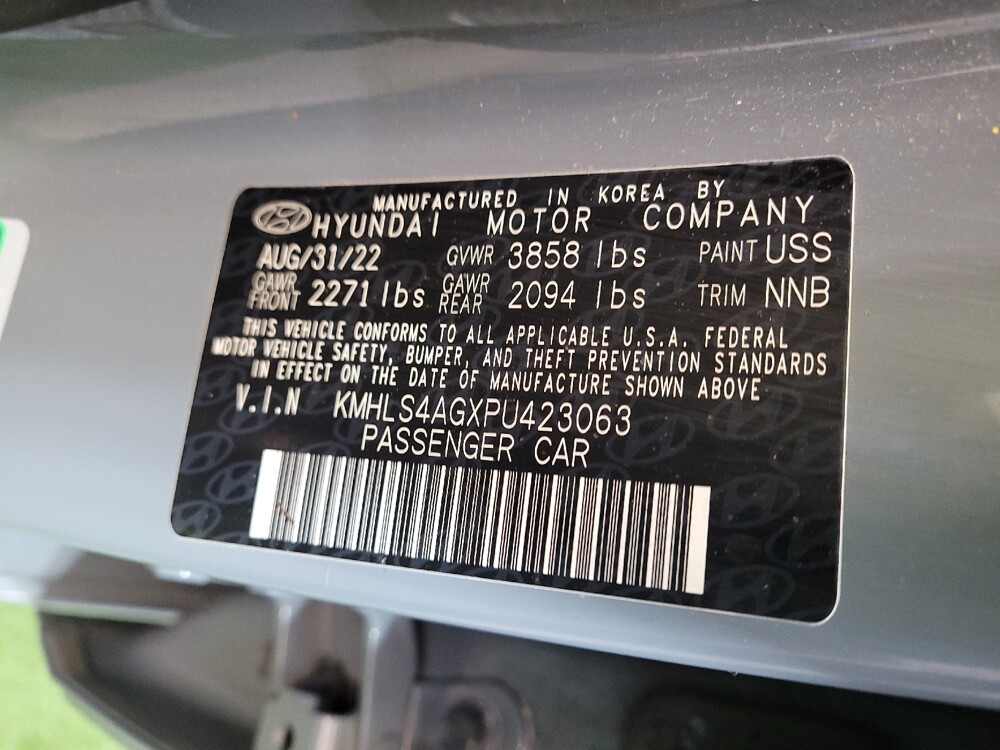 MANUFACTURED IN KOREA BY
HYUNDAI MOTOR COMPANY
AUG/31/22 GVWR 3858 lbs PAINT USS
GAWR FRONT 2271 lbs GAWR REAR 2094 lbs TRIM NNB
THIS VEHICLE CONFORMS TO ALL APPLICABLE U.S.A. FEDERAL
MOTOR VEHICLE SAFETY, BUMPER, AND THEFT PREVENTION STANDARDS
IN EFFECT ON THE DATE OF MANUFACTURE SHOWN ABOVE
V.I.N KMHLS4AGXPU423063
PASSENGER CAR